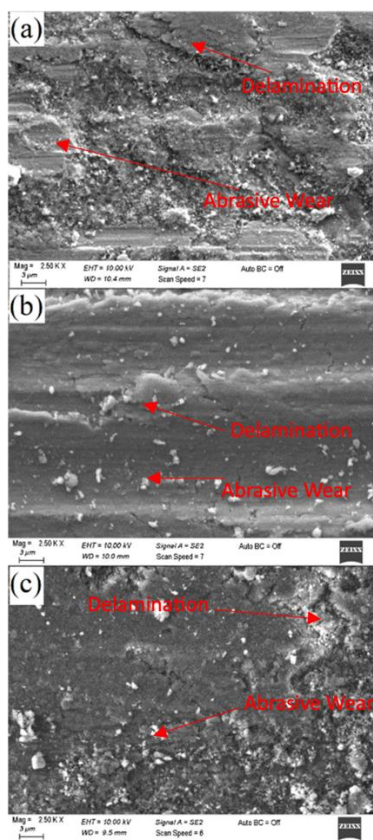 (a)
Delamination
Abrasive Wear
Mag = 2.50 K X EHT = 10.00 kV Signal A = SE2 Auto BC = Off
3 µm WD = 10.4 mm Scan Speed = 7 ZEISS
(b)
Delamination
Abrasive Wear
Mag = 2.50 K X EHT = 10.00 kV Signal A = SE2 Auto BC = Off
3 µm WD = 10.0 mm Scan Speed = 7 ZEISS
(c)
Delamination
Abrasive Wear
Mag = 2.50 K X EHT = 10.00 kV Signal A = SE2 Auto BC = Off
3 µm WD = 9.5 mm Scan Speed = 6 ZEISS